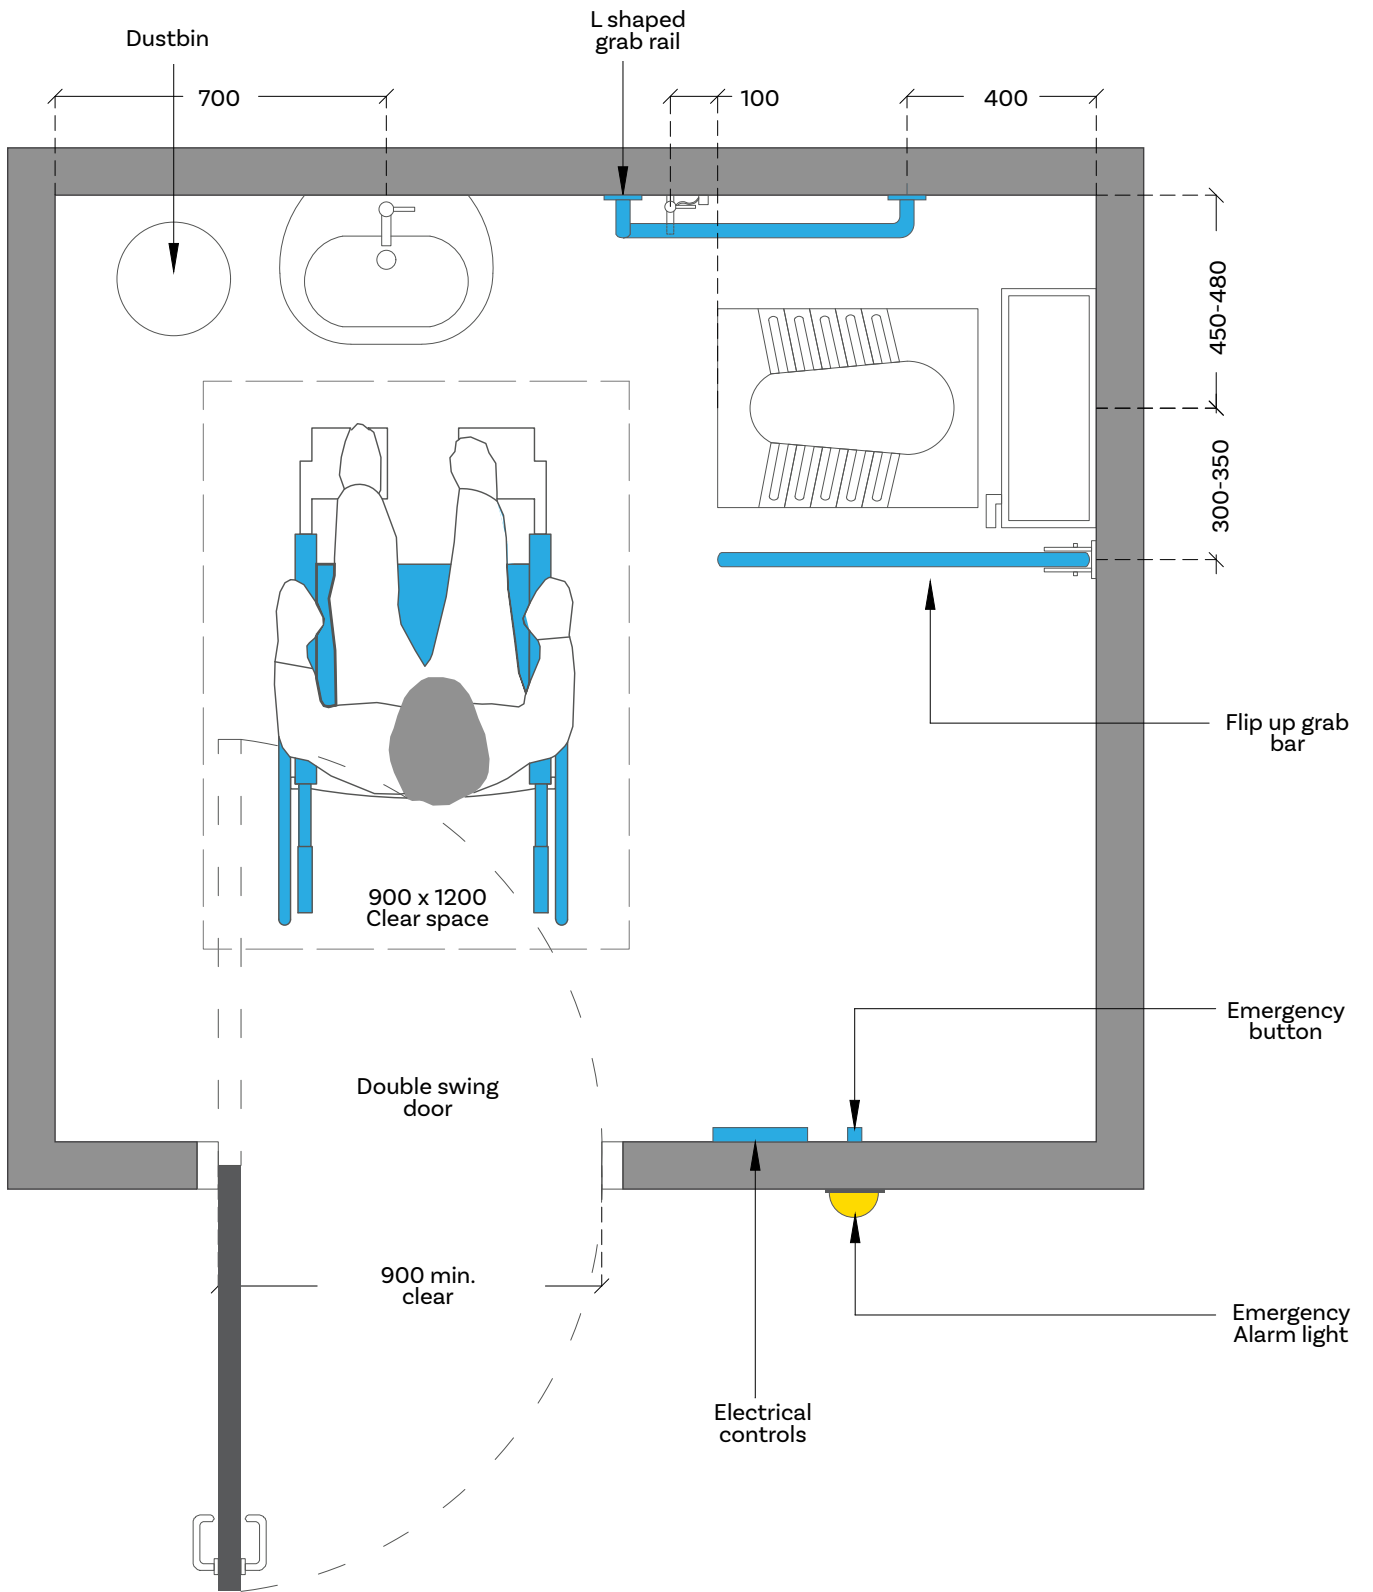 L shaped
grab rail
Dustbin
700
100
400
450-480
300-350
Flip up grab
bar
900 x 1200
Clear space
Emergency
button
Double swing
door
900 min.
clear
Emergency
Alarm light
Electrical
controls